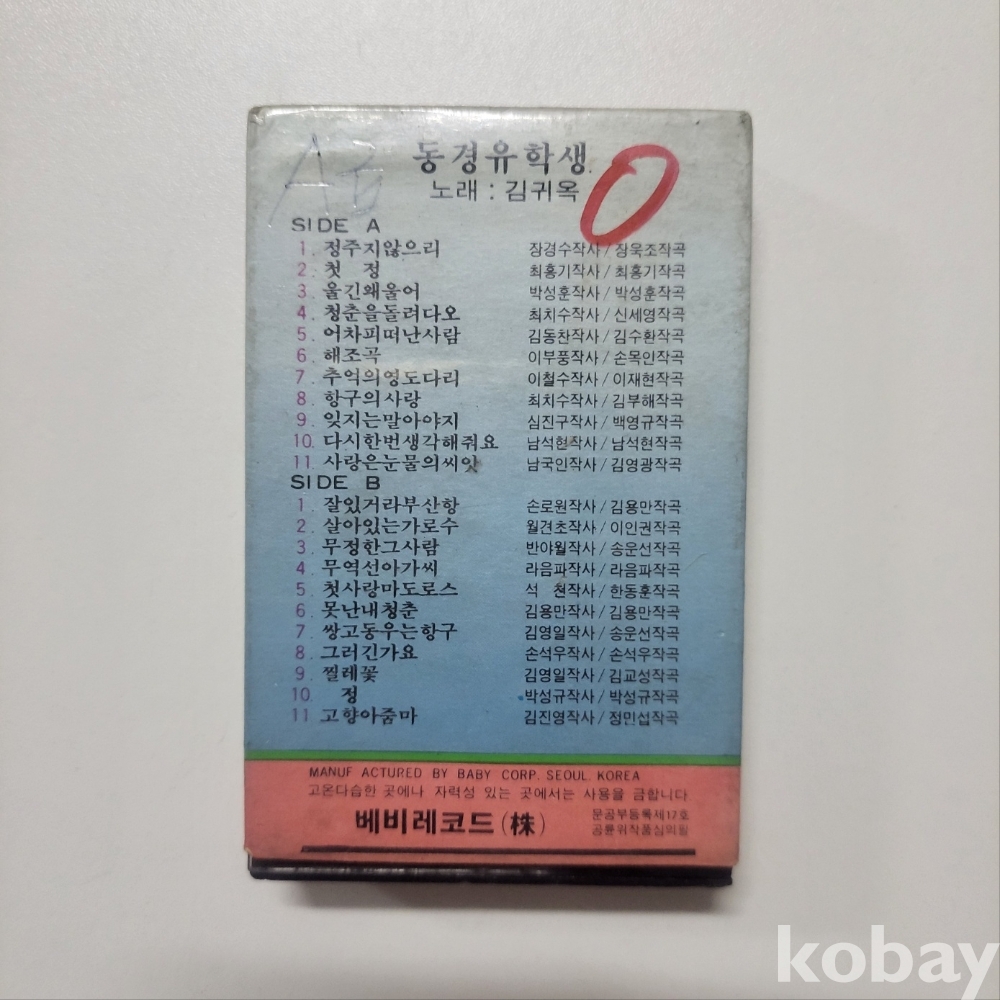 AB
동경유학생
노래 : 김귀옥
O
SIDE A
1. 정주지않으리 장경수작사/장욱조작곡
2. 첫 정 최홍기작사/최홍기작곡
3. 울긴왜울어 박성훈작사/박성훈작곡
4. 청춘을돌려다오 최치수작사/신세영작곡
5. 어차피떠난사람 김동찬작사/김수환작곡
6. 해조곡 이부풍작사/손목인작곡
7. 추억의영도다리 이철수작사/이재현작곡
8. 항구의사랑 최치수작사/김부해작곡
9. 잊지는말아야지 심진구작사/백영규작곡
10. 다시한번생각해줘요 남석현작사/남석현작곡
11. 사랑은눈물의씨앗 남국인작사/김영광작곡
SIDE B
1. 잘있거라부산항 손로원작사/김용만작곡
2. 살아있는가로수 월견초작사/이인권작곡
3. 무정한그사람 반야월작사/송운선작곡
4. 무역선아가씨 라음파작사/라음파작곡
5. 첫사랑마도로스 석 천작사/한동훈작곡
6. 못난내청춘 김용만작사/김용만작곡
7. 쌍고동우는항구 김영일작사/송운선작곡
8. 그러긴가요 손석우작사/손석우작곡
9. 찔레꽃 김영일작사/김교성작곡
10. 정 박성규작사/박성규작곡
11. 고향아줌마 김진영작사/정민섭작곡
MANUF ACTURED BY BABY CORP. SEOUL. KOREA
고온다습한 곳에나 자력성 있는 곳에서는 사용을 금합니다
베비레코드(株)
문공부등록제17호
공륜위작품심의필
kobay